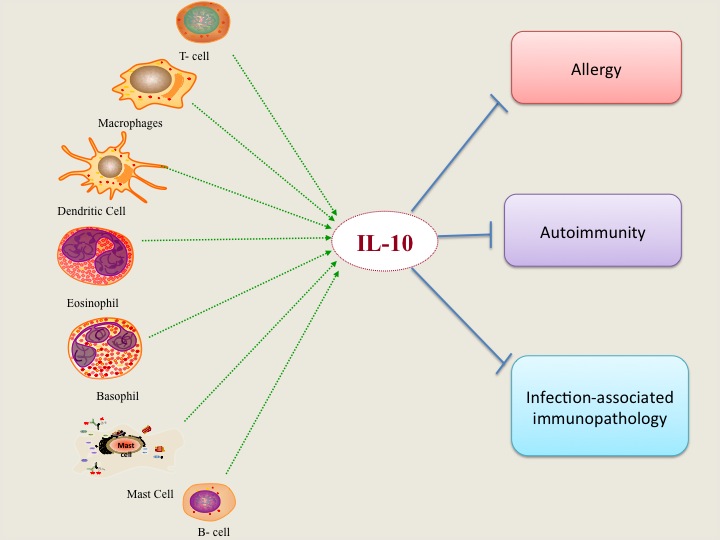 T- cell
Macrophages
Dendritic Cell
Eosinophil
Basophil
Mast
cell
Mast Cell
B- cell
IL-10
Allergy
Autoimmunity
Infection-associated
immunopathology